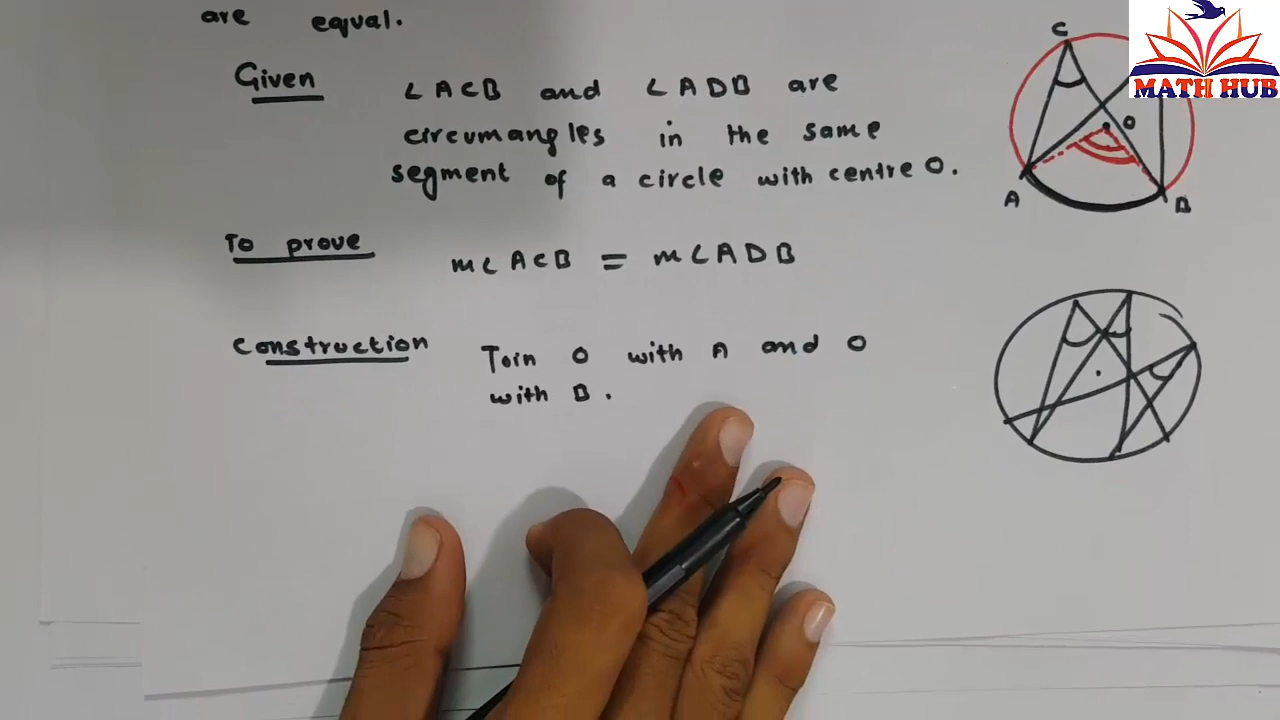 are equal.
Given ∠ACB and ∠ADB are
circumangles in the same
segment of a circle with centre O.
To prove m∠ACB = m∠ADB
Construction Join O with A and O
with B.
C
O
A
B
MATH HUB